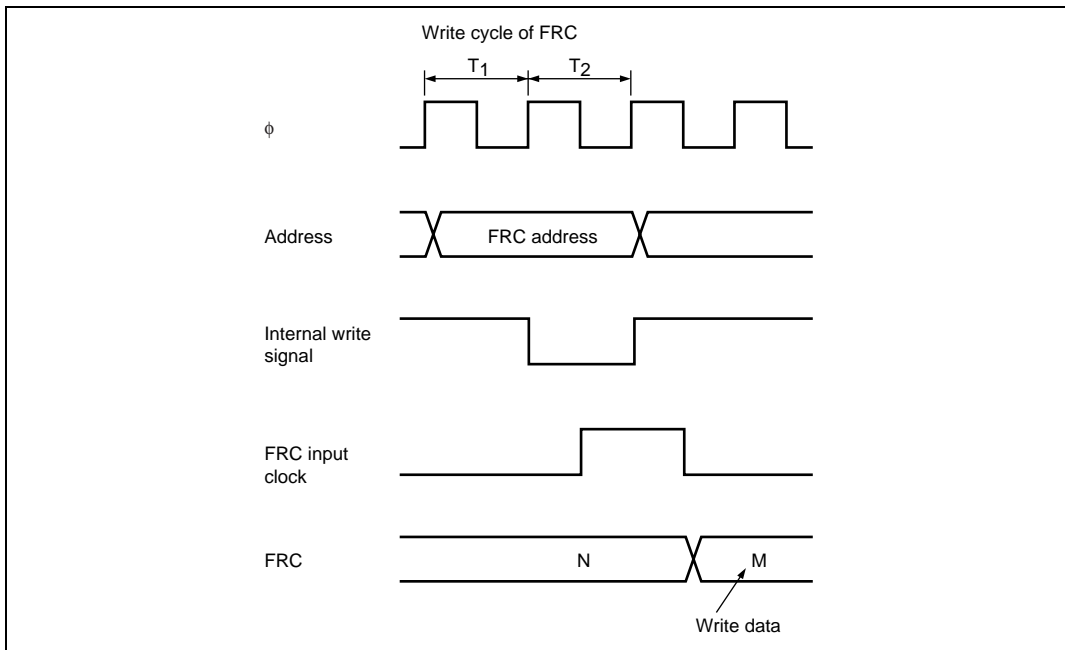 Write cycle of FRC
T1
T2
ϕ
Address
FRC address
Internal write
signal
FRC input
clock
FRC
N
M
Write data